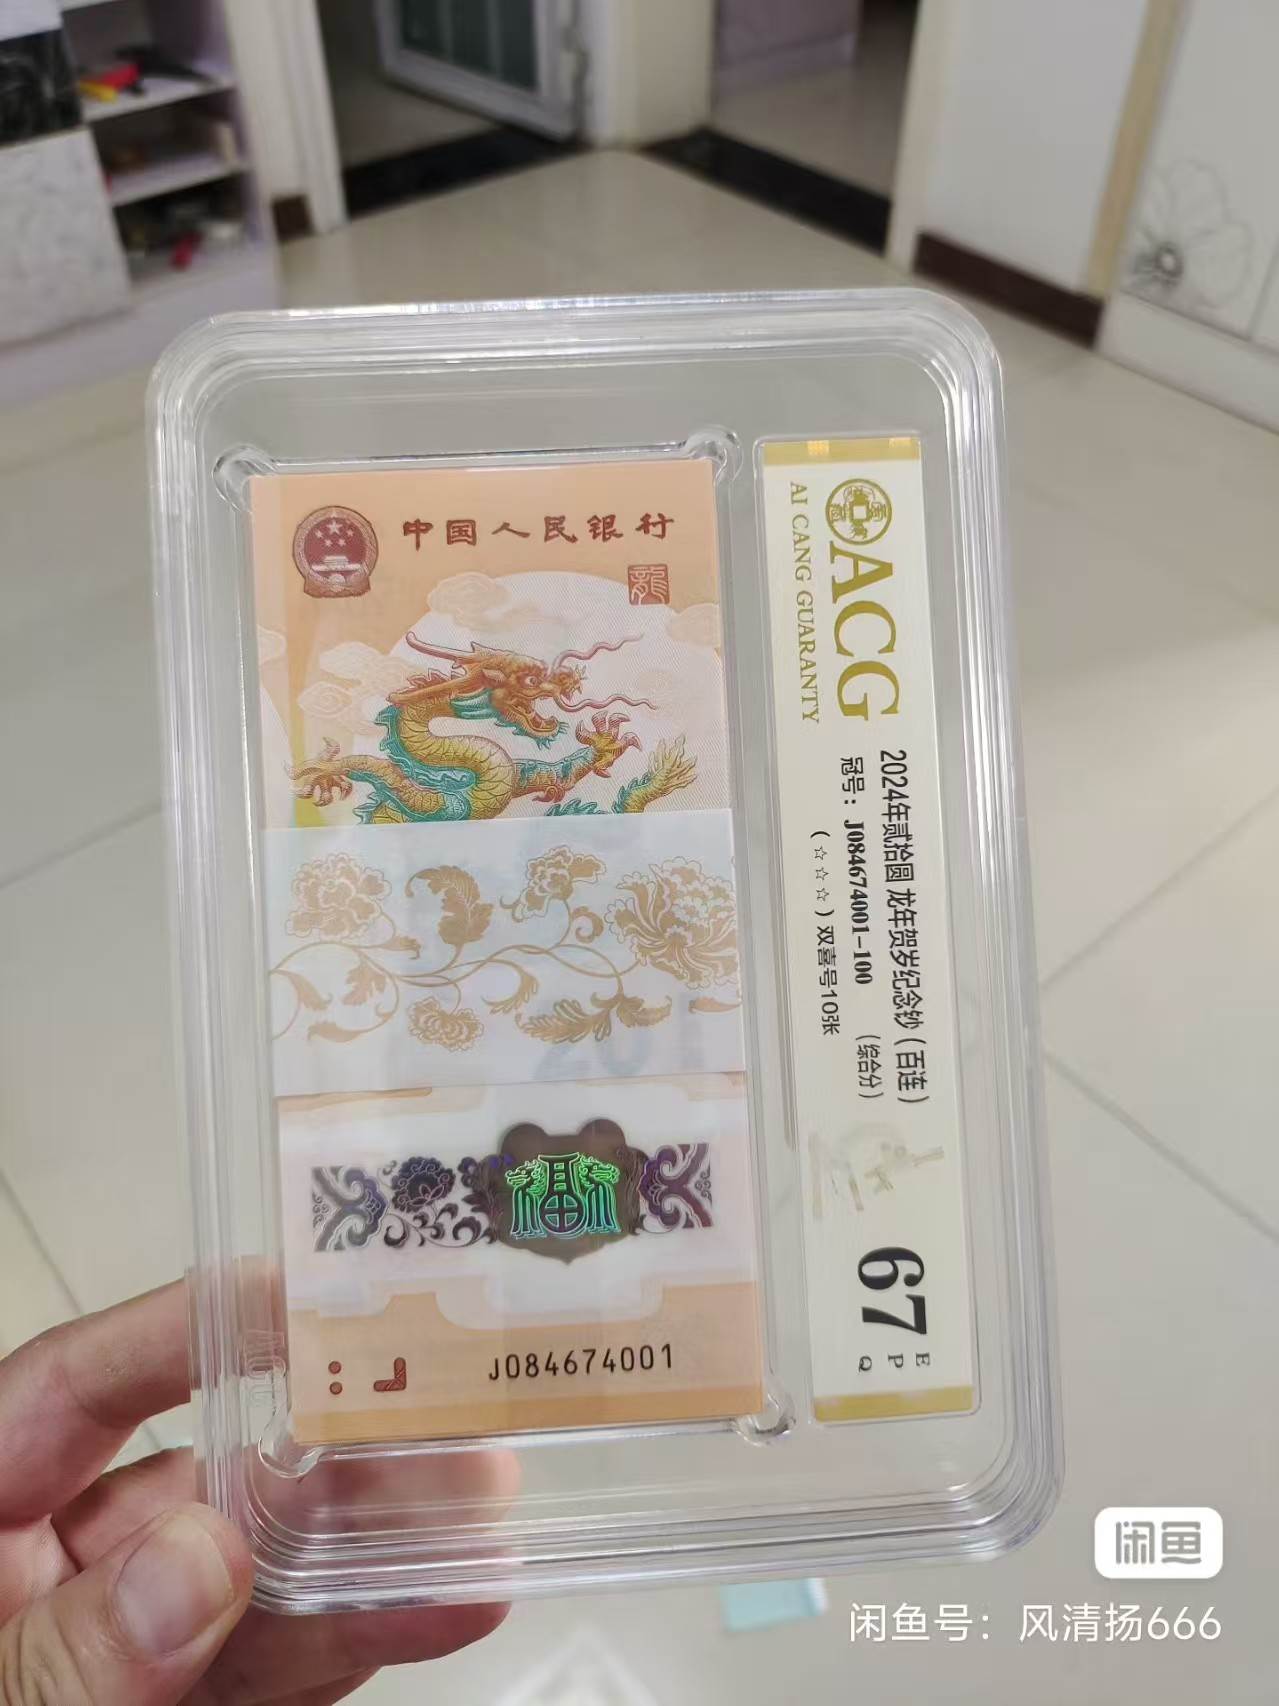 中国人民银行
龍
福
J084674001
ACG
AI CANG GUARANTY
2024年贰拾圆 龙年贺岁纪念钞（百连）
冠号：J084674001-100 （综合分）
（☆☆☆）双喜号10张
67
E
P
Q
闲鱼
闲鱼号：风清扬666